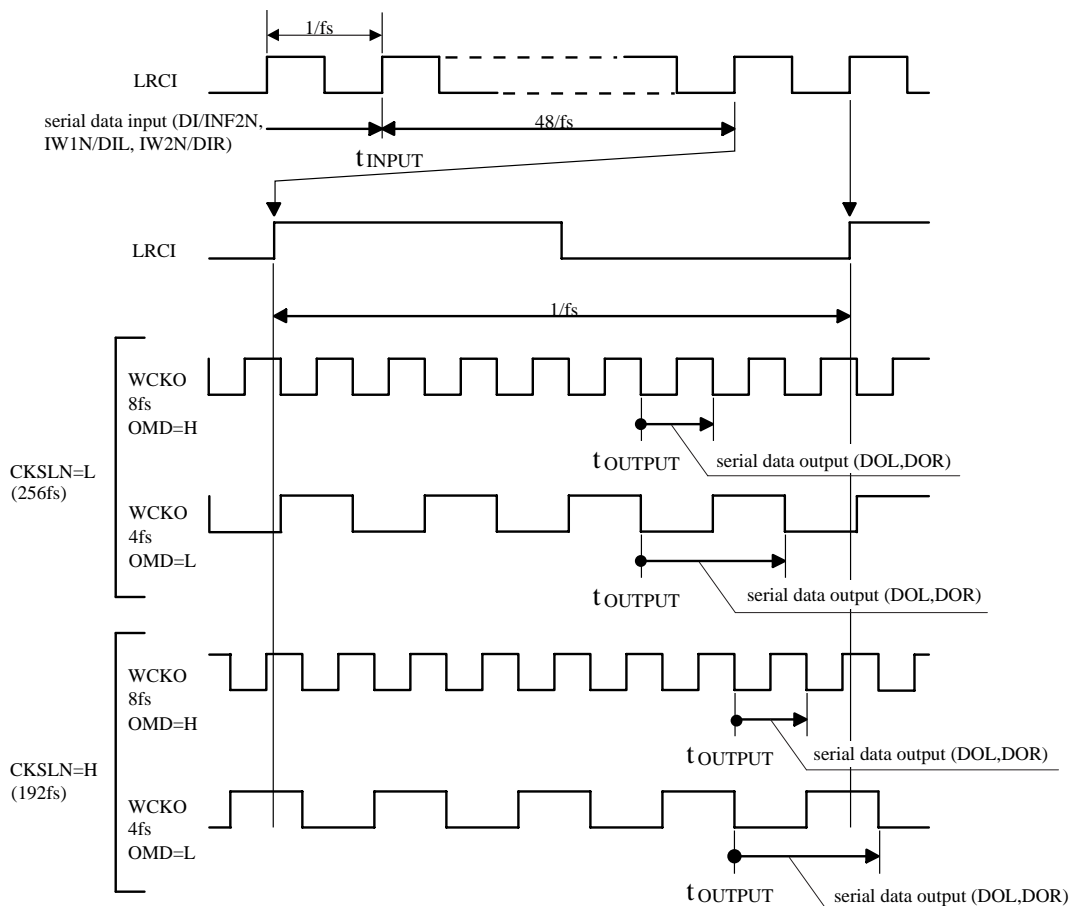 1/fs
LRCI
serial data input (DI/INF2N,
IW1N/DIL, IW2N/DIR)
48/fs
tINPUT
LRCI
1/fs
WCKO
8fs
OMD=H
tOUTPUT
serial data output (DOL,DOR)
CKSLN=L
(256fs)
WCKO
4fs
OMD=L
tOUTPUT
serial data output (DOL,DOR)
WCKO
8fs
OMD=H
tOUTPUT
serial data output (DOL,DOR)
CKSLN=H
(192fs)
WCKO
4fs
OMD=L
tOUTPUT
serial data output (DOL,DOR)